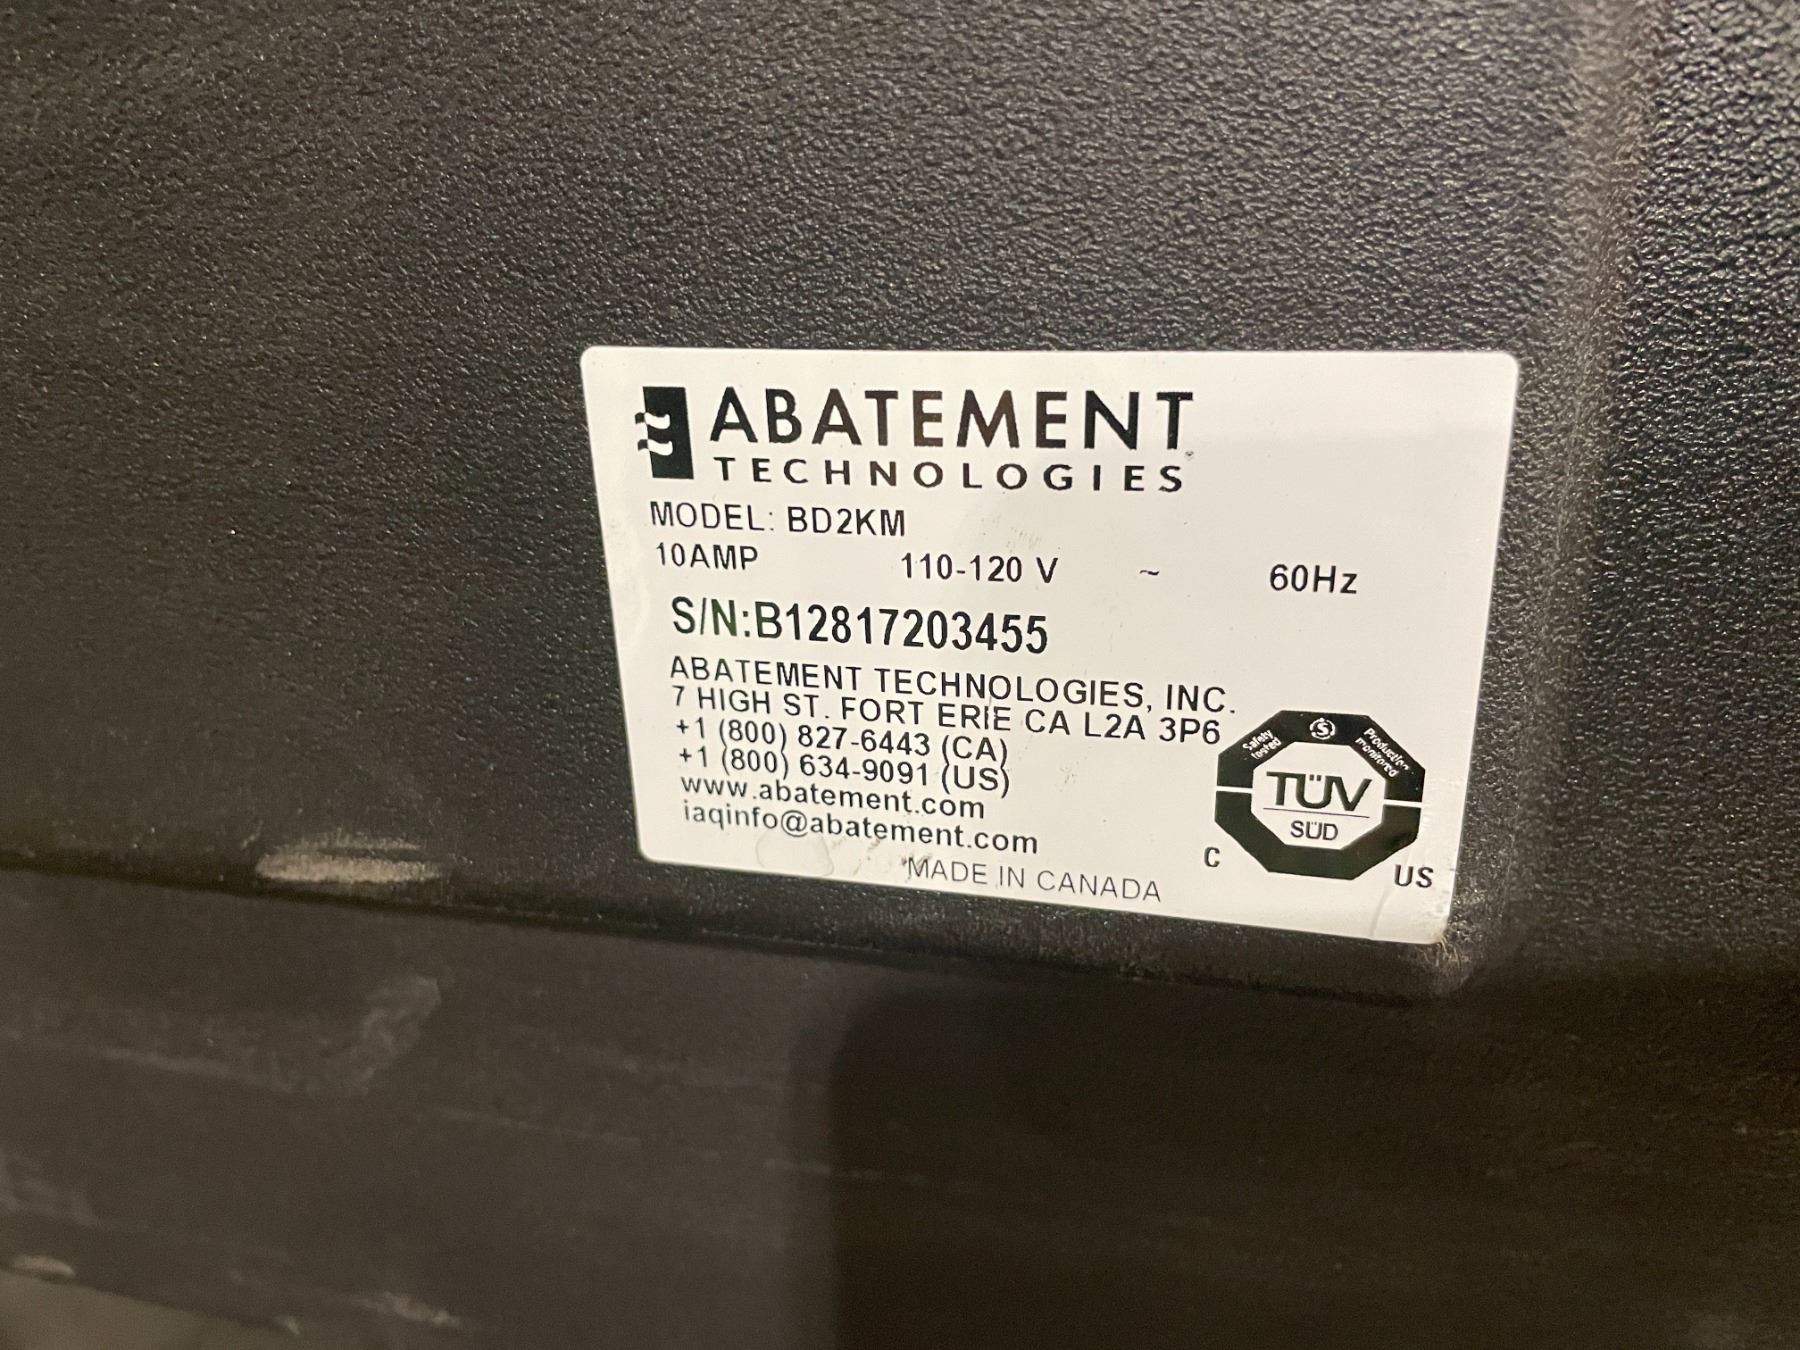 ABATEMENT
TECHNOLOGIES
MODEL: BD2KM
10AMP 110-120 V ~ 60Hz
S/N:B12817203455
ABATEMENT TECHNOLOGIES, INC.
7 HIGH ST. FORT ERIE CA L2A 3P6
+1 (800) 827-6443 (CA)
+1 (800) 634-9091 (US)
www.abatement.com
iaqinfo@abatement.com
MADE IN CANADA
Safety tested
Production monitored
TÜV
SÜD
C US